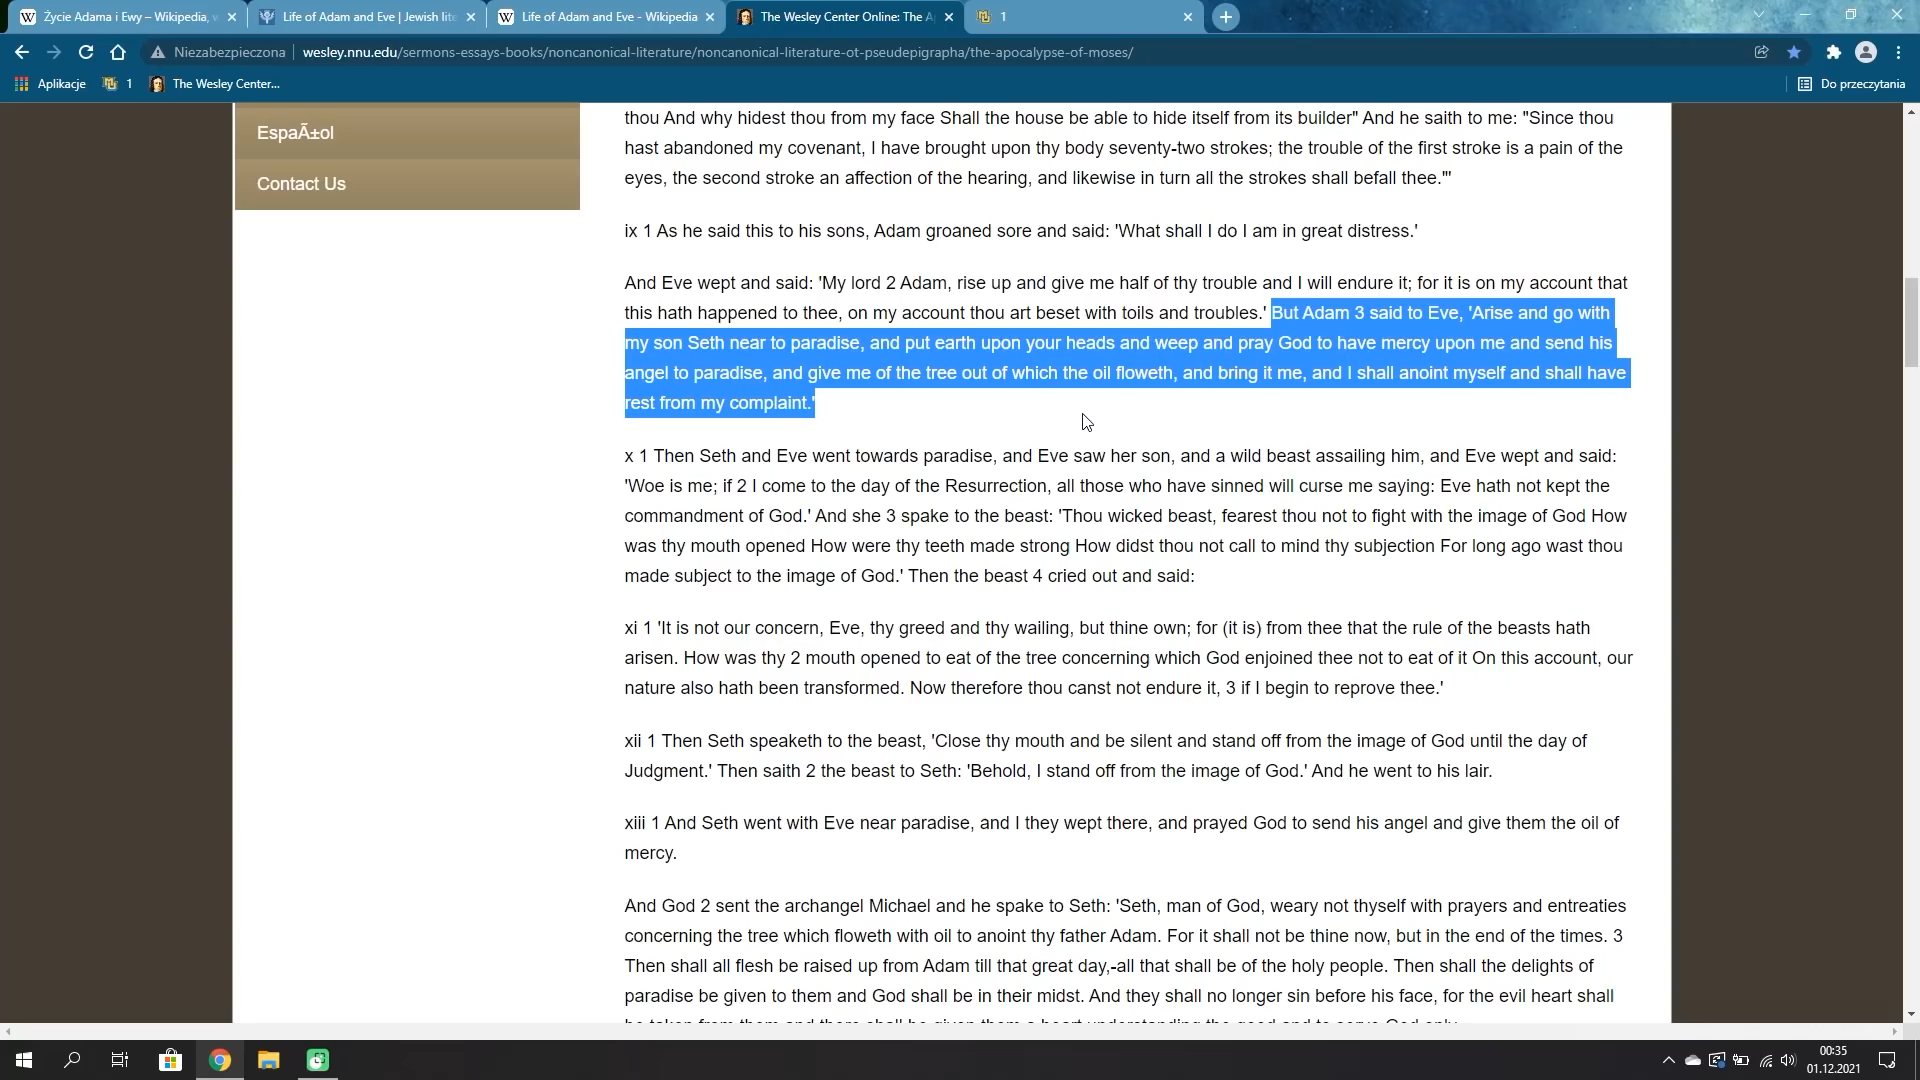 Życie Adama i Ewy – Wikipedia,
Life of Adam and Eve | Jewish lite
Life of Adam and Eve - Wikipedia
The Wesley Center Online: The A
1
Niezabezpieczona
wesley.nnu.edu/sermons-essays-books/noncanonical-literature/noncanonical-literature-ot-pseudepigrapha/the-apocalypse-of-moses/
Aplikacje
1
The Wesley Center...
Do przeczytania
EspaÃ±ol
Contact Us
thou And why hidest thou from my face Shall the house be able to hide itself from its builder" And he saith to me: "Since thou
hast abandoned my covenant, I have brought upon thy body seventy-two strokes; the trouble of the first stroke is a pain of the
eyes, the second stroke an affection of the hearing, and likewise in turn all the strokes shall befall thee."'
ix 1 As he said this to his sons, Adam groaned sore and said: 'What shall I do I am in great distress.'
And Eve wept and said: 'My lord 2 Adam, rise up and give me half of thy trouble and I will endure it; for it is on my account that
this hath happened to thee, on my account thou art beset with toils and troubles.' But Adam 3 said to Eve, 'Arise and go with
my son Seth near to paradise, and put earth upon your heads and weep and pray God to have mercy upon me and send his
angel to paradise, and give me of the tree out of which the oil floweth, and bring it me, and I shall anoint myself and shall have
rest from my complaint.'
x 1 Then Seth and Eve went towards paradise, and Eve saw her son, and a wild beast assailing him, and Eve wept and said:
'Woe is me; if 2 I come to the day of the Resurrection, all those who have sinned will curse me saying: Eve hath not kept the
commandment of God.' And she 3 spake to the beast: 'Thou wicked beast, fearest thou not to fight with the image of God How
was thy mouth opened How were thy teeth made strong How didst thou not call to mind thy subjection For long ago wast thou
made subject to the image of God.' Then the beast 4 cried out and said:
xi 1 'It is not our concern, Eve, thy greed and thy wailing, but thine own; for (it is) from thee that the rule of the beasts hath
arisen. How was thy 2 mouth opened to eat of the tree concerning which God enjoined thee not to eat of it On this account, our
nature also hath been transformed. Now therefore thou canst not endure it, 3 if I begin to reprove thee.'
xii 1 Then Seth speaketh to the beast, 'Close thy mouth and be silent and stand off from the image of God until the day of
Judgment.' Then saith 2 the beast to Seth: 'Behold, I stand off from the image of God.' And he went to his lair.
xiii 1 And Seth went with Eve near paradise, and I they wept there, and prayed God to send his angel and give them the oil of
mercy.
And God 2 sent the archangel Michael and he spake to Seth: 'Seth, man of God, weary not thyself with prayers and entreaties
concerning the tree which floweth with oil to anoint thy father Adam. For it shall not be thine now, but in the end of the times. 3
Then shall all flesh be raised up from Adam till that great day,-all that shall be of the holy people. Then shall the delights of
paradise be given to them and God shall be in their midst. And they shall no longer sin before his face, for the evil heart shall
be taken from them and there shall be given them a heart understanding the good and to serve God only.
00:35
01.12.2021